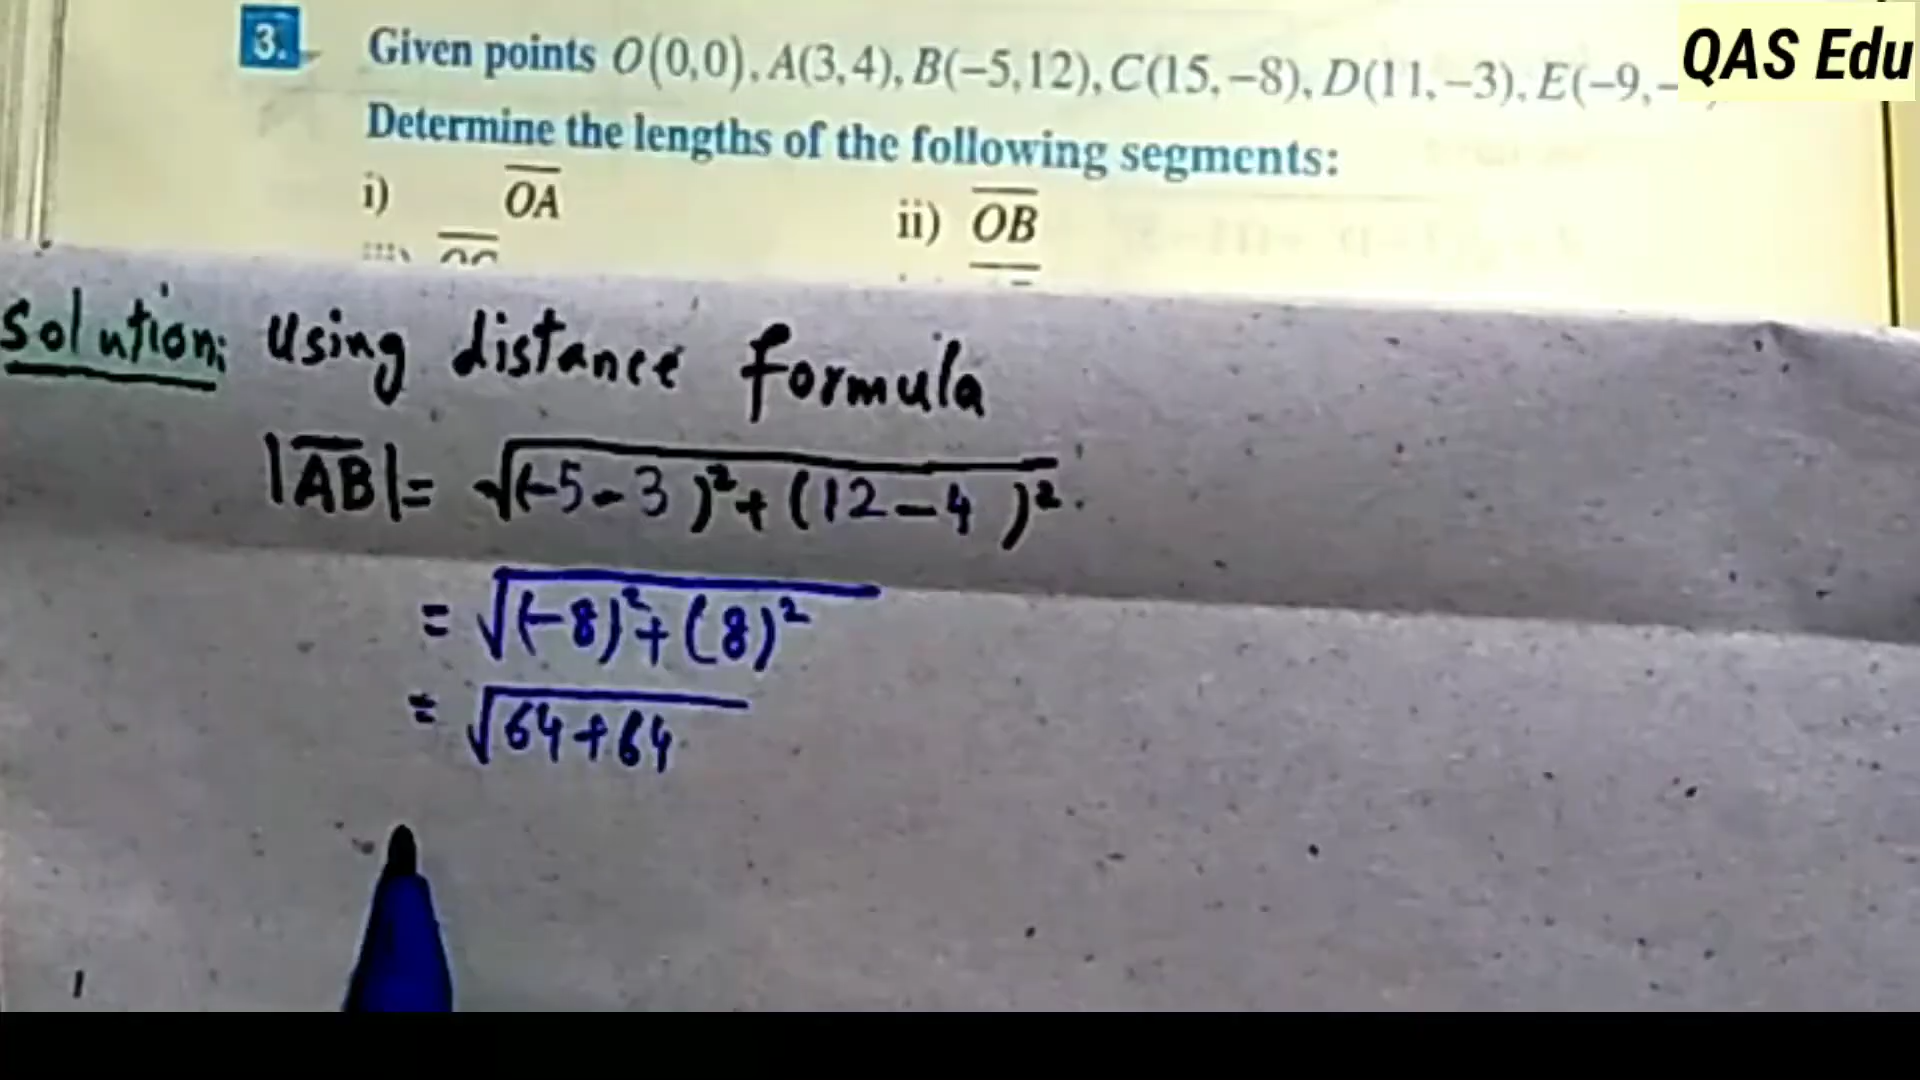 3. Given points O(0,0), A(3,4), B(−5,12), C(15,−8), D(11,−3), E(−9,−
QAS Edu
Determine the lengths of the following segments:
i) OA ii) OB
Solution: Using distance formula
|AB| = √(-5-3)²+(12-4)²
= √(-8)²+(8)²
= √64+64